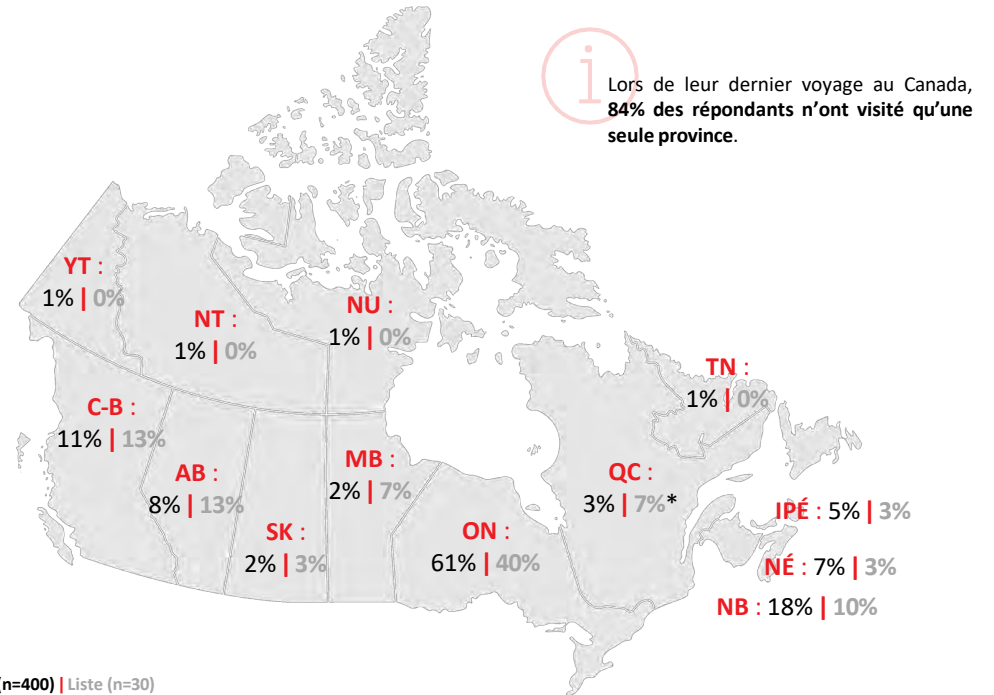 Lors de leur dernier voyage au Canada,
84% des répondants n'ont visité qu'une
seule province.
YT :
1% | 0%
NT :
1% | 0%
NU :
1% | 0%
TN :
1% | 0%
C-B :
11% | 13%
AB :
8% | 13%
SK :
2% | 3%
MB :
2% | 7%
ON :
61% | 40%
QC :
3% | 7%*
IPÉ : 5% | 3%
NÉ : 7% | 3%
NB : 18% | 10%
(n=400) | Liste (n=30)